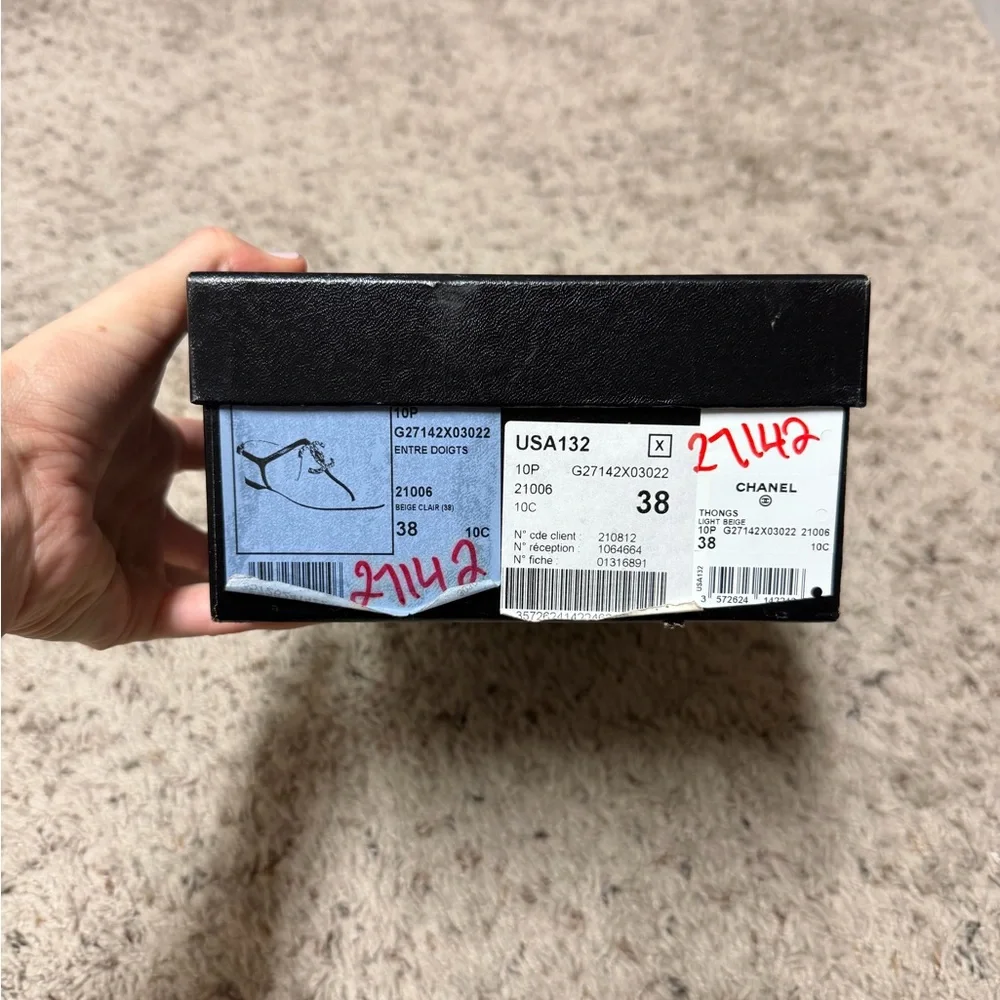 10P
G27142X03022
ENTRE DOIGTS
21006
BEIGE CLAIR (38)
38 10C
27142
USA132 X
10P G27142X03022
21006
10C 38
N° cde client : 210812
N° réception : 1064664
N° fiche : 01316891
27142
CHANEL
THONGS
LIGHT BEIGE
10P G27142X03022 21006
38 10C
USA132
3 572624